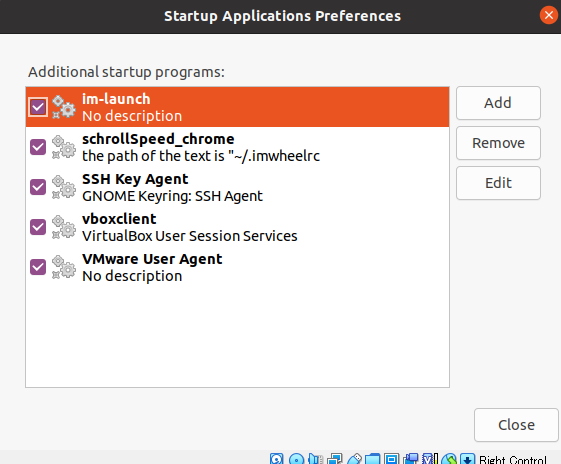 Startup Applications Preferences
Additional startup programs:
im-launch
No description
schrollSpeed_chrome
the path of the text is "~/.imwheelrc
SSH Key Agent
GNOME Keyring: SSH Agent
vboxclient
VirtualBox User Session Services
VMware User Agent
No description
Add
Remove
Edit
Close
Right Control